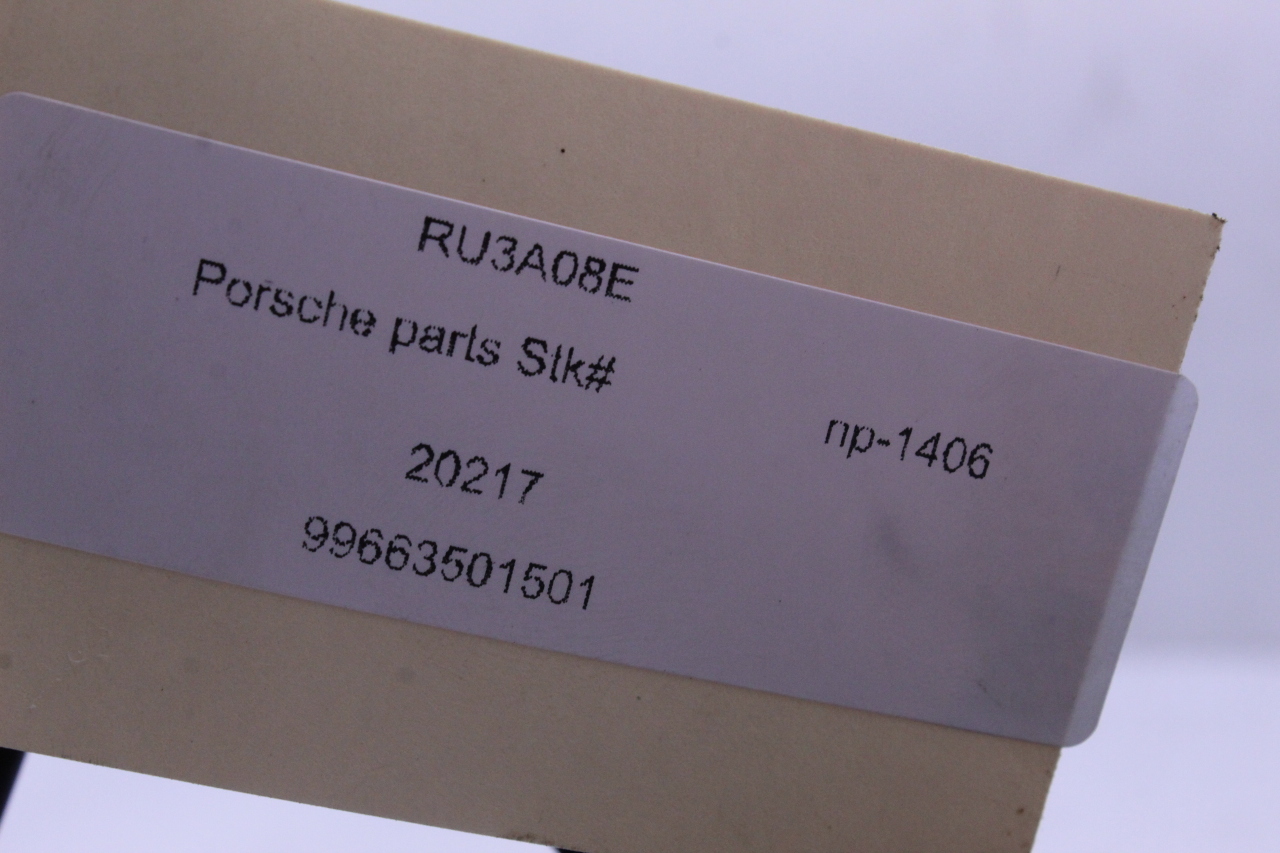 RU3A08E
Porsche parts Stk#
np-1406
20217
99663501501